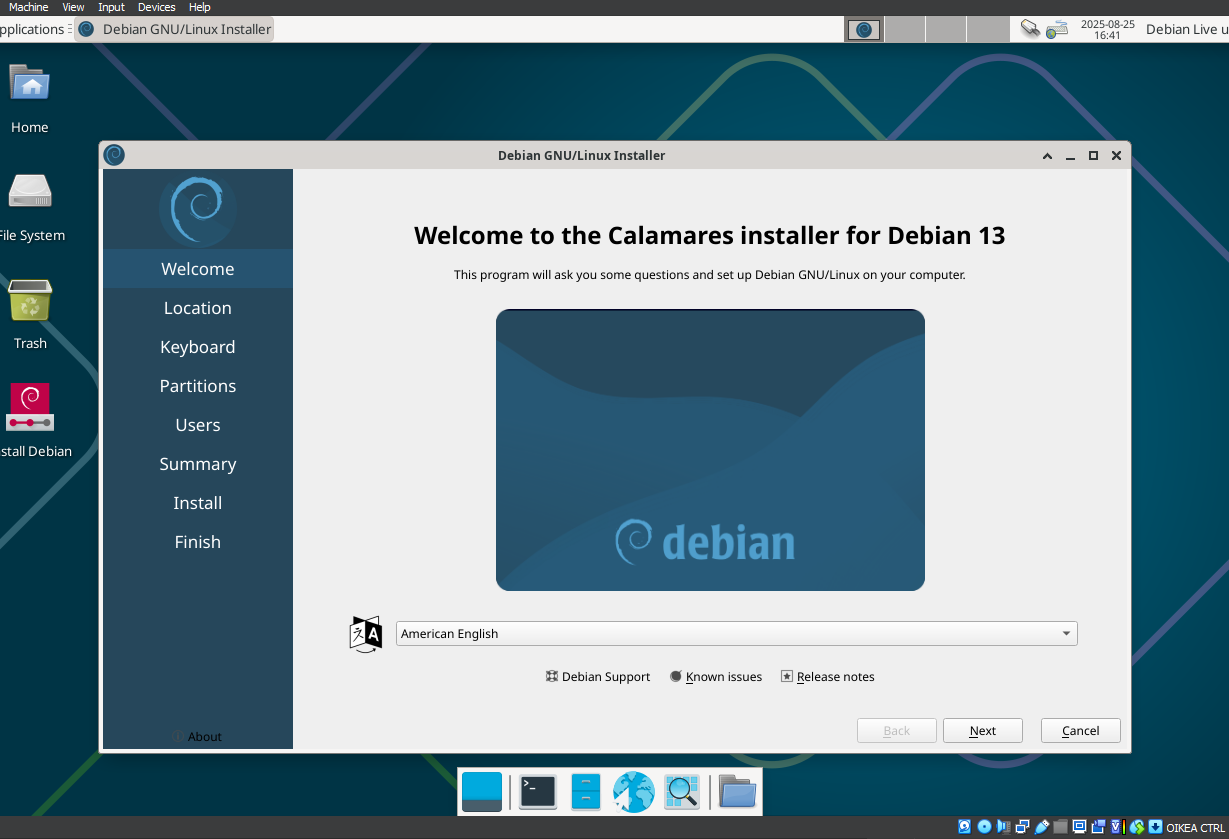 Machine View Input Devices Help
pplications Debian GNU/Linux Installer 2025-08-25 16:41 Debian Live u
Home
File System
Trash
stall Debian
Debian GNU/Linux Installer
Welcome
Location
Keyboard
Partitions
Users
Summary
Install
Finish
About
Welcome to the Calamares installer for Debian 13
This program will ask you some questions and set up Debian GNU/Linux on your computer.
debian
American English
Debian Support Known issues Release notes
Back Next Cancel
OIKEA CTRL